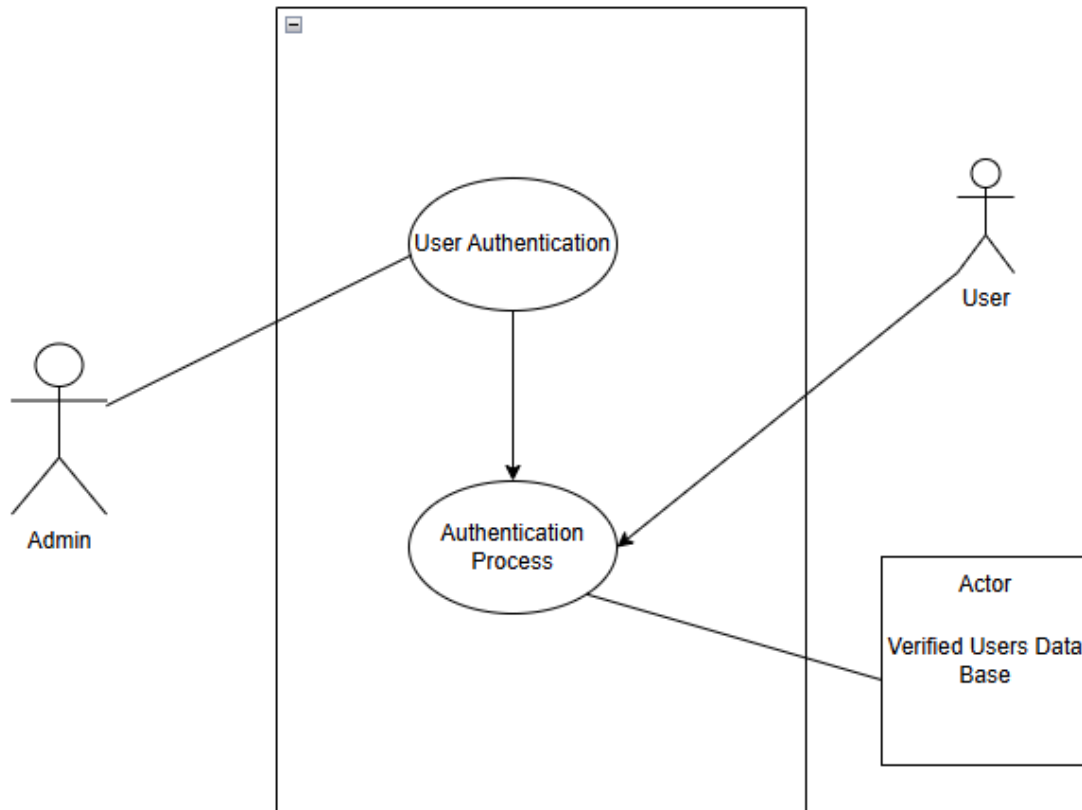 User Authentication
User
Admin
Authentication
Process
Actor
Verified Users Data
Base